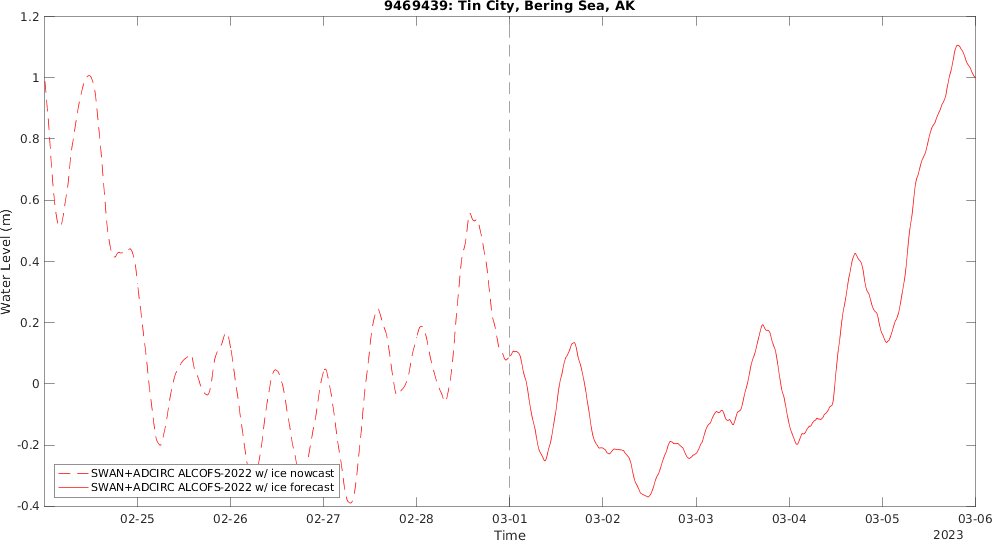 9469439: Tin City, Bering Sea, AK
Water Level (m)
1.2
1
0.8
0.6
0.4
0.2
0
-0.2
-0.4
SWAN+ADCIRC ALCOFS-2022 w/ ice nowcast
SWAN+ADCIRC ALCOFS-2022 w/ ice forecast
02-25 02-26 02-27 02-28 03-01 03-02 03-03 03-04 03-05 03-06
Time
2023